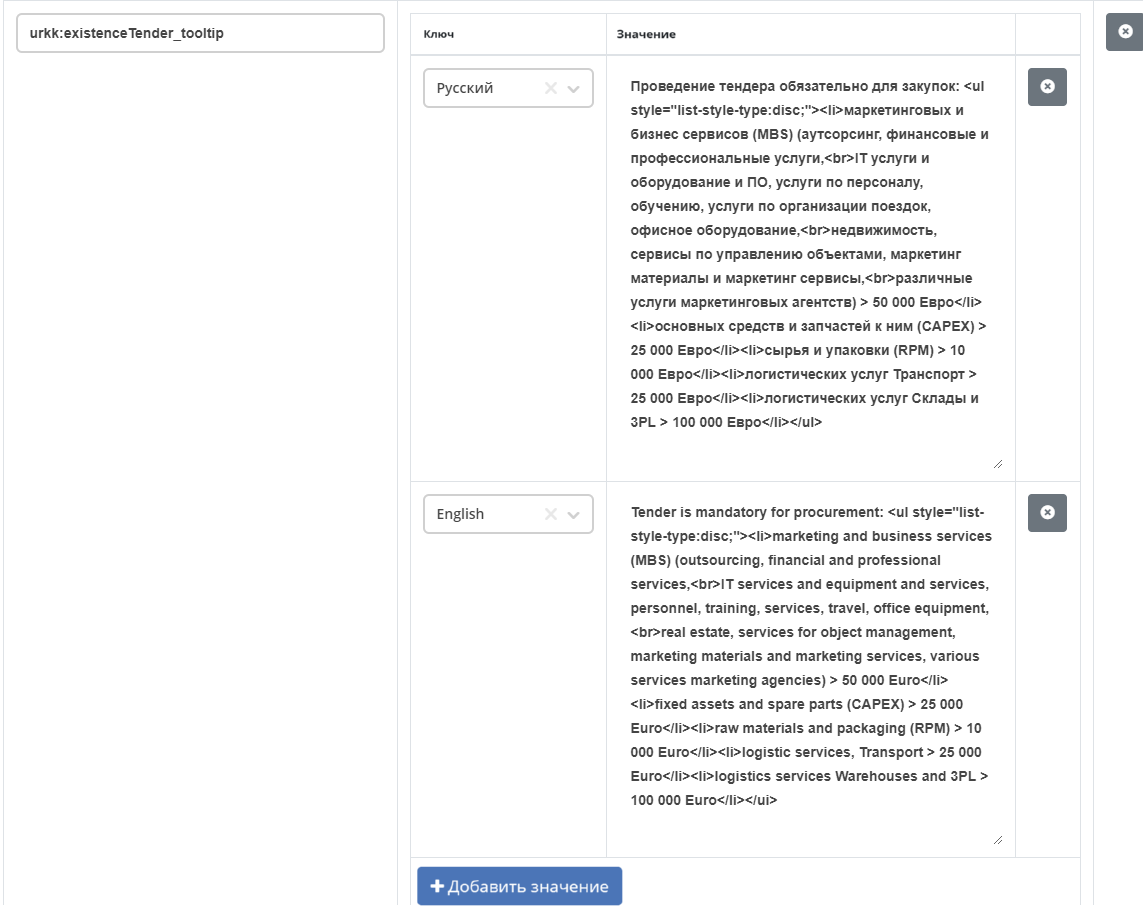 urkk:existenceTender_tooltip
Ключ
Значение
Русский
Проведение тендера обязательно для закупок: <ul
style="list-style-type:disc;"><li>маркетинговых и
бизнес сервисов (MBS) (аутсорсинг, финансовые и
профессиональные услуги,<br>IT услуги и
оборудование и ПО, услуги по персоналу,
обучению, услуги по организации поездок,
офисное оборудование,<br>недвижимость,
сервисы по управлению объектами, маркетинг
материалы и маркетинг сервисы,<br>различные
услуги маркетинговых агентств) > 50 000 Евро</li>
<li>основных средств и запчастей к ним (CAPEX) >
25 000 Евро</li><li>сырья и упаковки (RPM) > 10
000 Евро</li><li>логистических услуг Транспорт >
25 000 Евро</li><li>логистических услуг Склады и
3PL > 100 000 Евро</li></ul>
English
Tender is mandatory for procurement: <ul style="list-
style-type:disc;"><li>marketing and business services
(MBS) (outsourcing, financial and professional
services,<br>IT services and equipment and services,
personnel, training, services, travel, office equipment,
<br>real estate, services for object management,
marketing materials and marketing services, various
services marketing agencies) > 50 000 Euro</li>
<li>fixed assets and spare parts (CAPEX) > 25 000
Euro</li><li>raw materials and packaging (RPM) > 10
000 Euro</li><li>logistic services, Transport > 25 000
Euro</li><li>logistics services Warehouses and 3PL >
100 000 Euro</li></ui>
Добавить значение